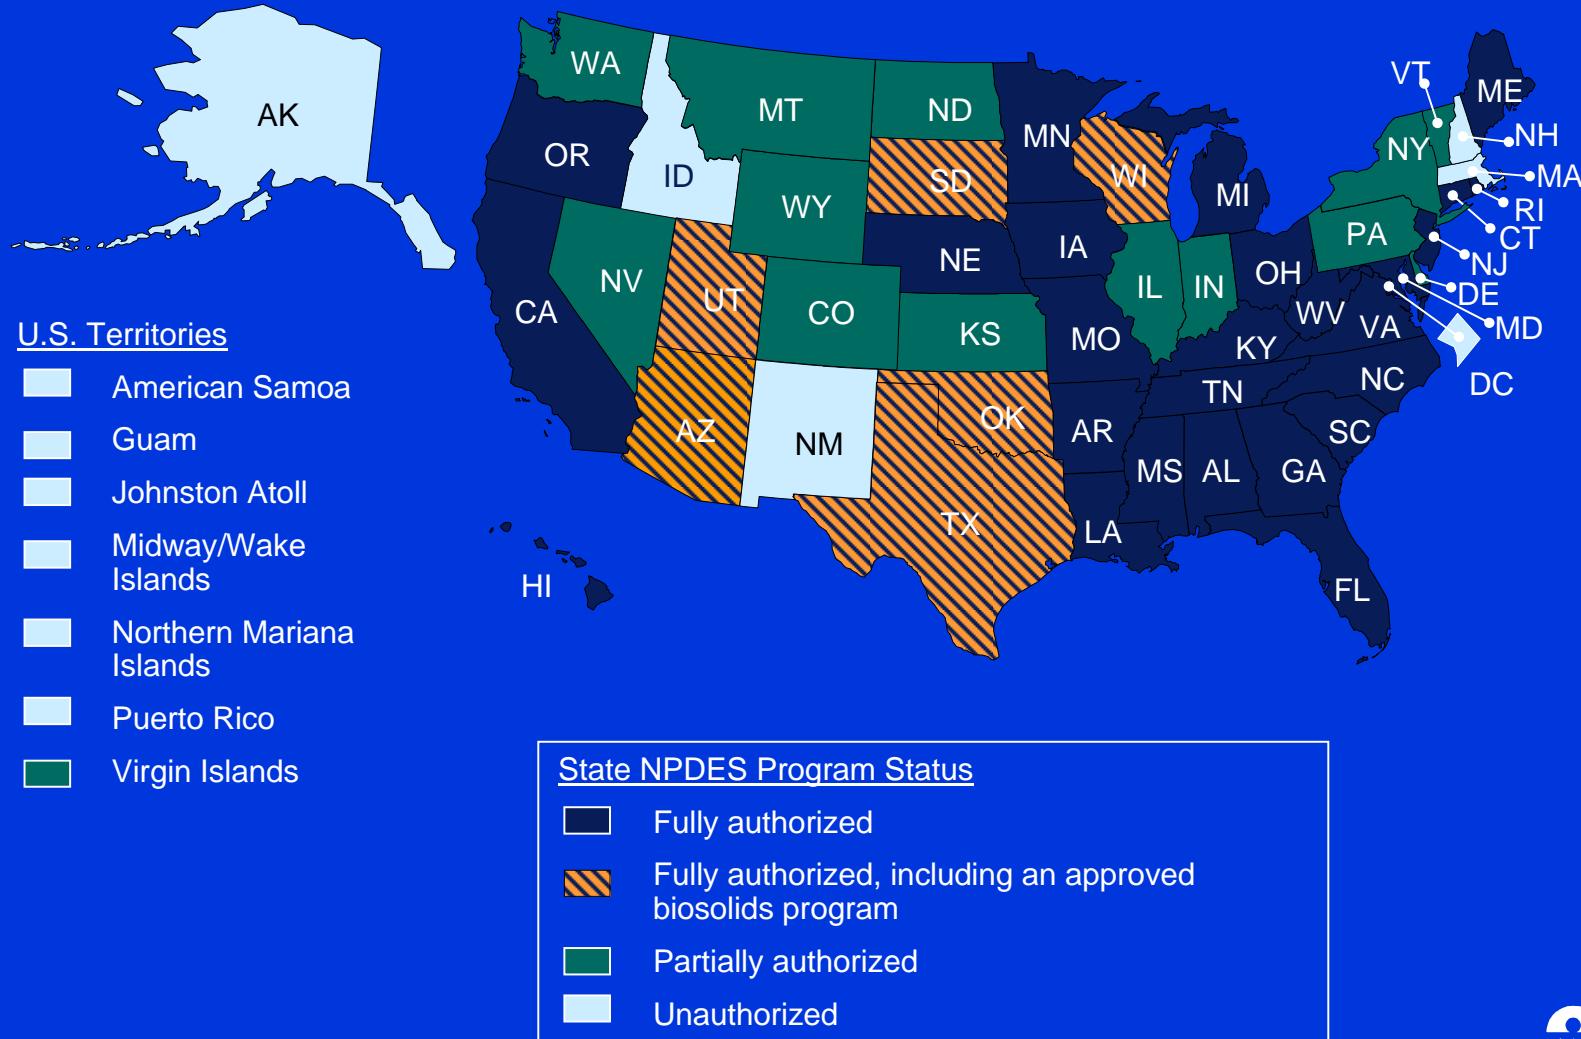 AK
WA
MT
ND
MN
VT
ME
NH
NY
MA
OR
ID
SD
WI
MI
RI
WY
CT
PA
NJ
IA
NE
OH
DE
NV
UT
IL
IN
CO
WV
VA
MD
CA
KS
MO
KY
DC
TN
NC
AZ
NM
OK
AR
SC
MS
AL
GA
TX
LA
HI
FL
U.S. Territories
American Samoa
Guam
Johnston Atoll
Midway/Wake
Islands
Northern Mariana
Islands
Puerto Rico
Virgin Islands
State NPDES Program Status
Fully authorized
Fully authorized, including an approved
biosolids program
Partially authorized
Unauthorized